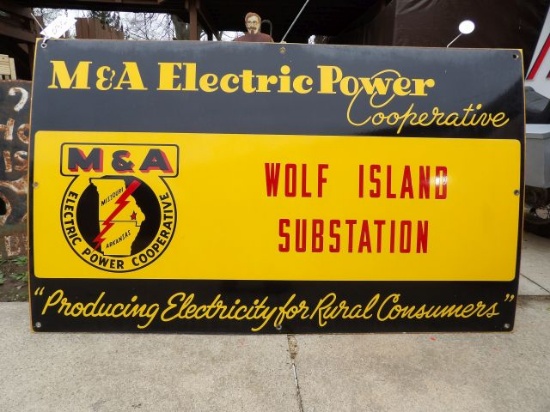 M&A Electric Power
Cooperative
M&A
MISSOURI
ARKANSAS
ELECTRIC POWER COOPERATIVE
WOLF ISLAND
SUBSTATION
"Producing Electricity for Rural Consumers"